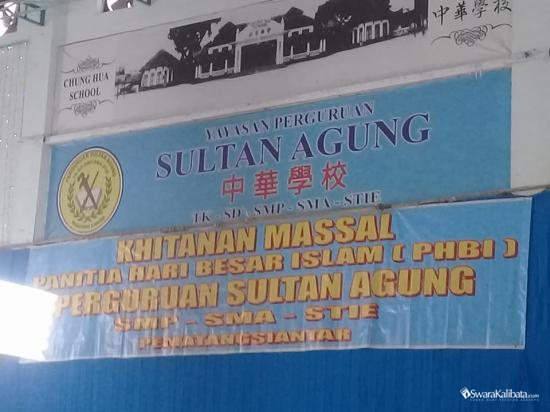 CHUNG HUA
SCHOOL
中華學校
YAYASAN PERGURUAN
SULTAN AGUNG
中華學校
TK - SD - SMP - SMA - STIE
KHITANAN MASSAL
PANITIA HARI BESAR ISLAM ( PHBI )
PERGURUAN SULTAN AGUNG
SMP - SMA - STIE
PEMATANGSIANTAR
SwaraKalibata.com